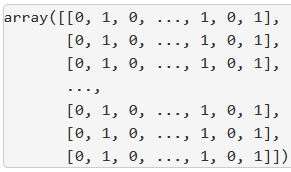 array([[0, 1, 0, ..., 1, 0, 1],
       [0, 1, 0, ..., 1, 0, 1],
       [0, 1, 0, ..., 1, 0, 1],
       ...,
       [0, 1, 0, ..., 1, 0, 1],
       [0, 1, 0, ..., 1, 0, 1],
       [0, 1, 0, ..., 1, 0, 1]])